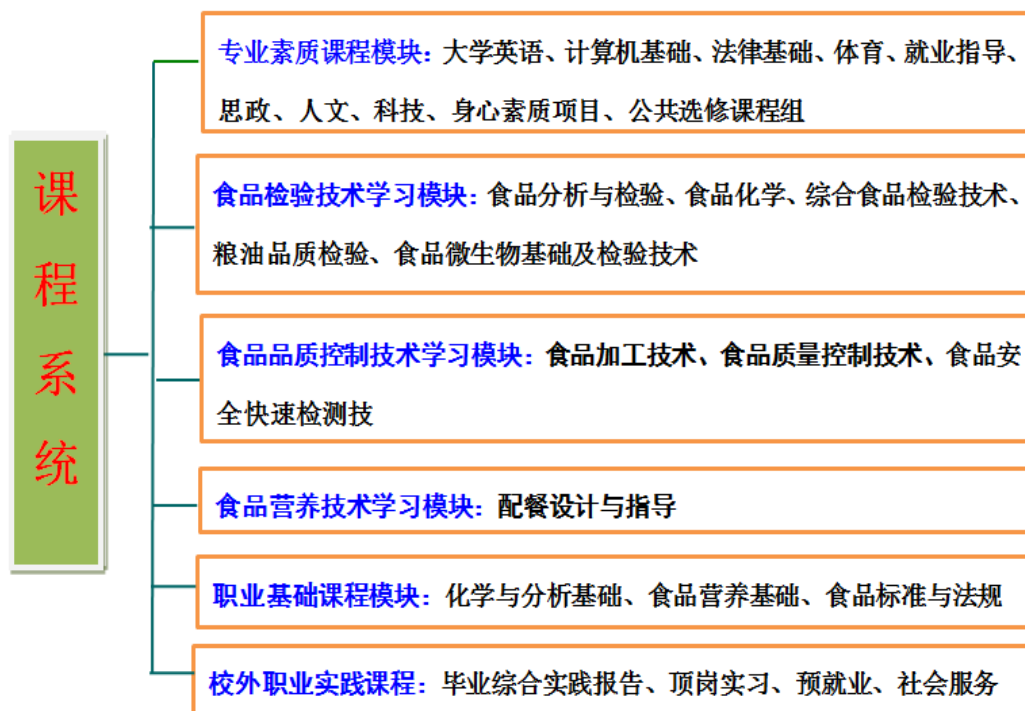 课程系统
专业素质课程模块：大学英语、计算机基础、法律基础、体育、就业指导、
思政、人文、科技、身心素质项目、公共选修课程组
食品检验技术学习模块：食品分析与检验、食品化学、综合食品检验技术、
粮油品质检验、食品微生物基础及检验技术
食品品质控制技术学习模块：食品加工技术、食品质量控制技术、食品安
全快速检测技
食品营养技术学习模块：配餐设计与指导
职业基础课程模块：化学与分析基础、食品营养基础、食品标准与法规
校外职业实践课程：毕业综合实践报告、顶岗实习、预就业、社会服务